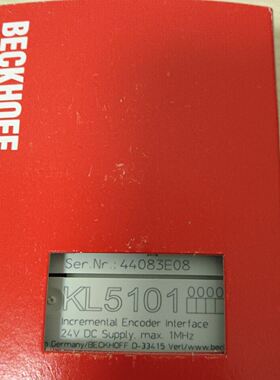 BECKHOFF
Ser.Nr.: 44083E08
KL5101 0000
Incremental Encoder Interface
24V DC Supply, max. 1MHz
Germany/BECKHOFF D-33415 Verl/www.bec